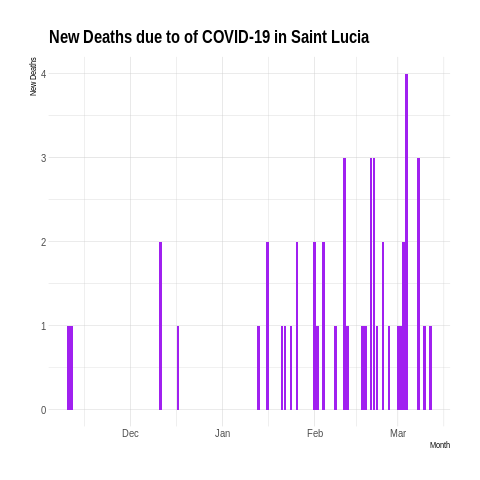 New Deaths due to of COVID-19 in Saint Lucia
New Deaths
4
3
2
1
0
Dec Jan Feb Mar
Month